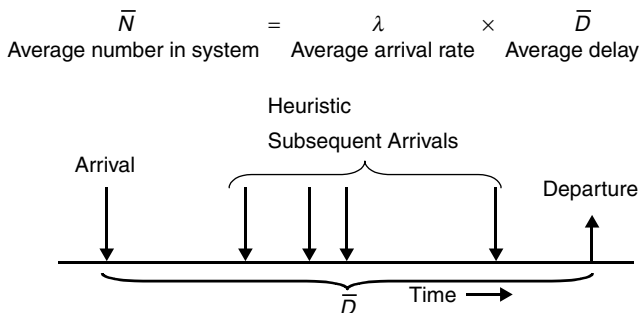 N̅ = λ × D̅
Average number in system Average arrival rate Average delay
Heuristic
Subsequent Arrivals
Arrival
Departure
Time
D̅